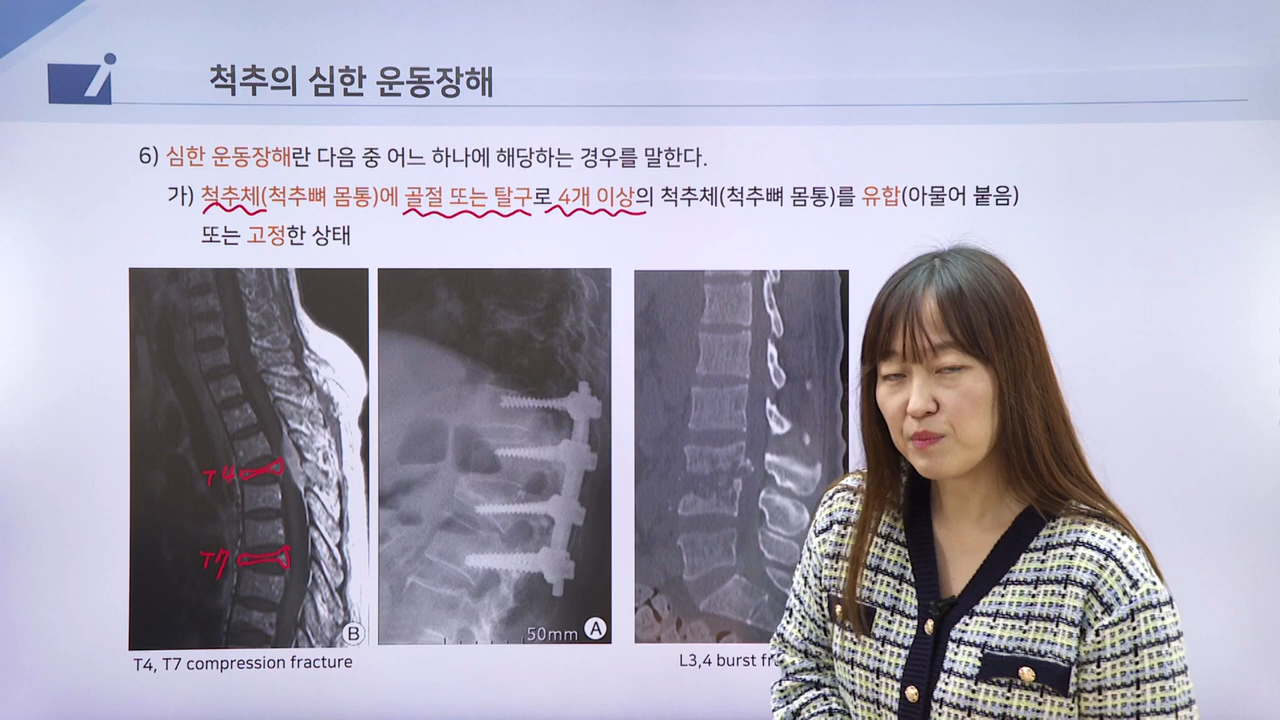 척추의 심한 운동장해
6) 심한 운동장해란 다음 중 어느 하나에 해당하는 경우를 말한다.
가) 척추체(척추뼈 몸통)에 골절 또는 탈구로 4개 이상의 척추체(척추뼈 몸통)를 유합(아물어 붙음)
또는 고정한 상태
T4
T7
B
50mm A
T4, T7 compression fracture
L3,4 burst